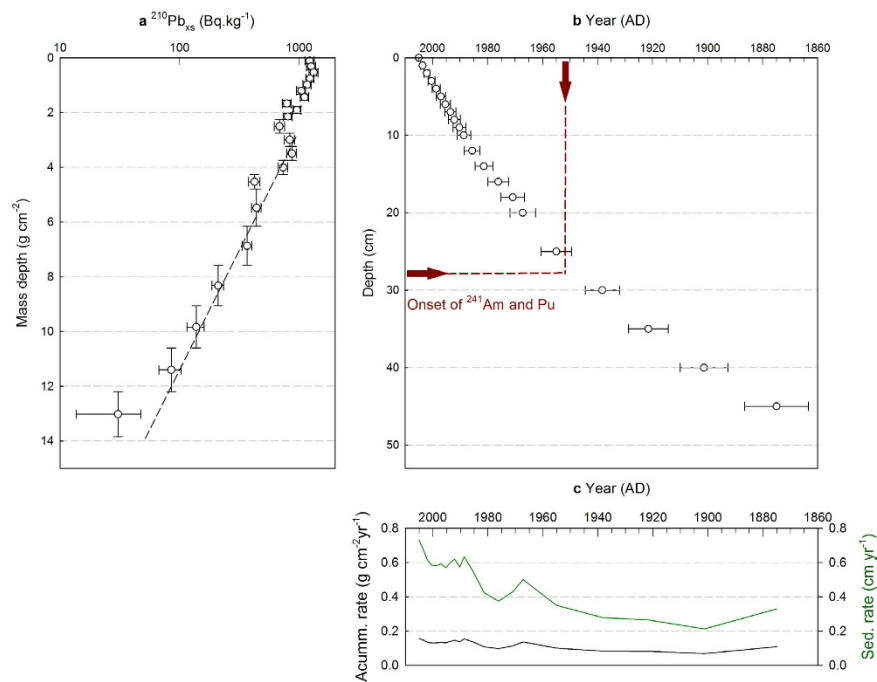 a ²¹⁰Pbxs (Bq.kg⁻¹)
10 100 1000
0
2
4
6
8
10
12
14
Mass depth (g cm⁻²)
b Year (AD)
2000 1980 1960 1940 1920 1900 1880 1860
0
10
20
30
40
50
Depth (cm)
Onset of ²⁴¹Am and Pu
c Year (AD)
2000 1980 1960 1940 1920 1900 1880 1860
0.8 0.8
0.6 0.6
0.4 0.4
0.2 0.2
0.0 0.0
Acumm. rate (g cm⁻²yr⁻¹)
Sed. rate (cm yr⁻¹)